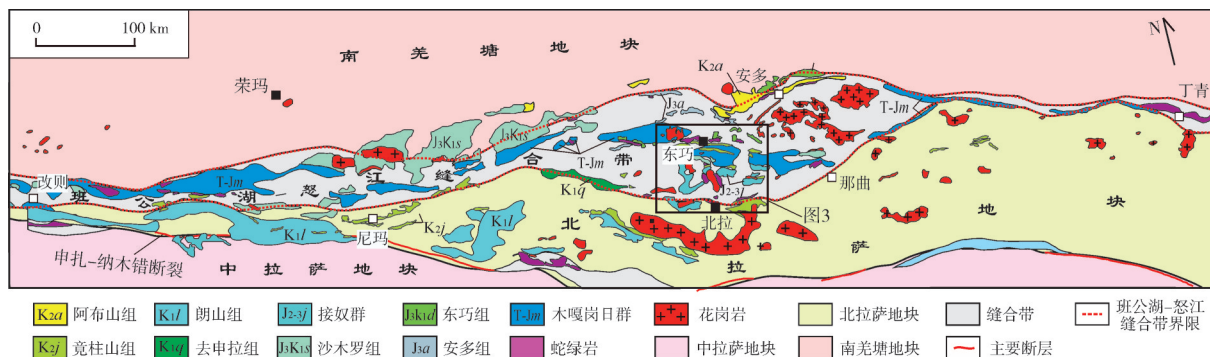 0 100 km
N
南羌塘地块
荣玛
K2a
安多
丁青
J3a
T-Jm
J3K1s
J3K1s
东巧
合带
T-Jm
改则
T-Jm
班公湖怒江缝
K1q
J2-3j
那曲
北拉
图3
地块
K1l
尼玛
K2j
K1l
北拉萨
申扎-纳木错断裂
中拉萨地块
K2a 阿布山组
K1l 朗山组
J2-3j 接奴群
J3k1d 东巧组
T-Jm 木嘎岗日群
花岗岩
北拉萨地块
缝合带
班公湖-怒江
缝合带界限
K2j 竟柱山组
K1q 去申拉组
J3K1s 沙木罗组
J3a 安多组
蛇绿岩
中拉萨地块
南羌塘地块
主要断层